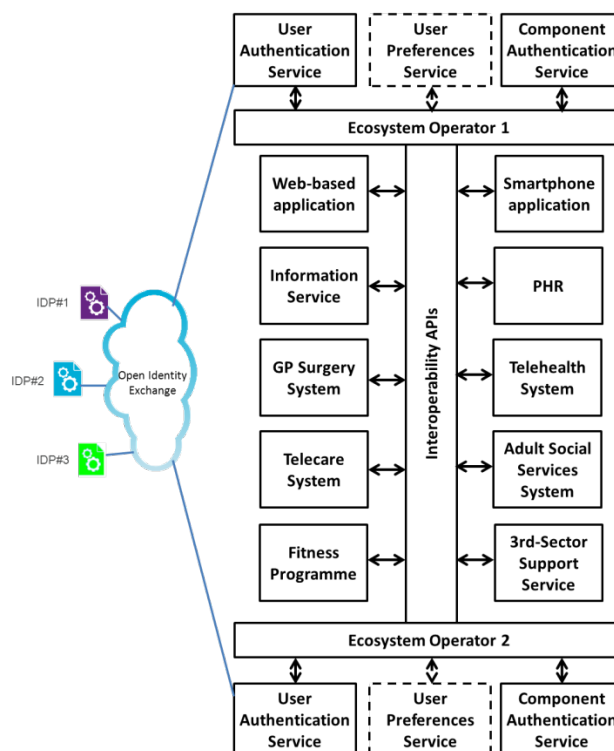 User
Authentication
Service
User
Preferences
Service
Component
Authentication
Service
Ecosystem Operator 1
Web-based
application
Smartphone
application
Information
Service
PHR
IDP#1
IDP#2
IDP#3
Open Identity
Exchange
GP Surgery
System
Interoperability APIs
Telehealth
System
Telecare
System
Adult Social
Services
System
Fitness
Programme
3rd-Sector
Support
Service
Ecosystem Operator 2
User
Authentication
Service
User
Preferences
Service
Component
Authentication
Service